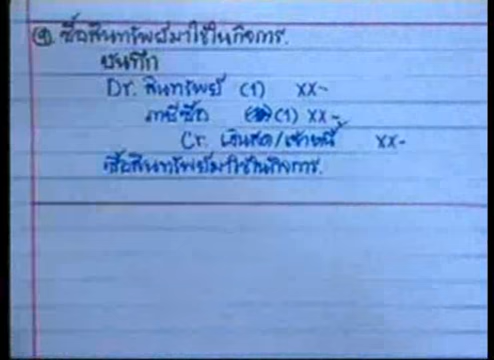 ④ ซื้อสินทรัพย์มาใช้ในกิจการ.
บันทึก
Dr. สินทรัพย์ (1) xx-
ภาษีซื้อ (1) xx-
Cr. เงินสด/เจ้าหนี้ xx-
ซื้อสินทรัพย์มาใช้ในกิจการ.